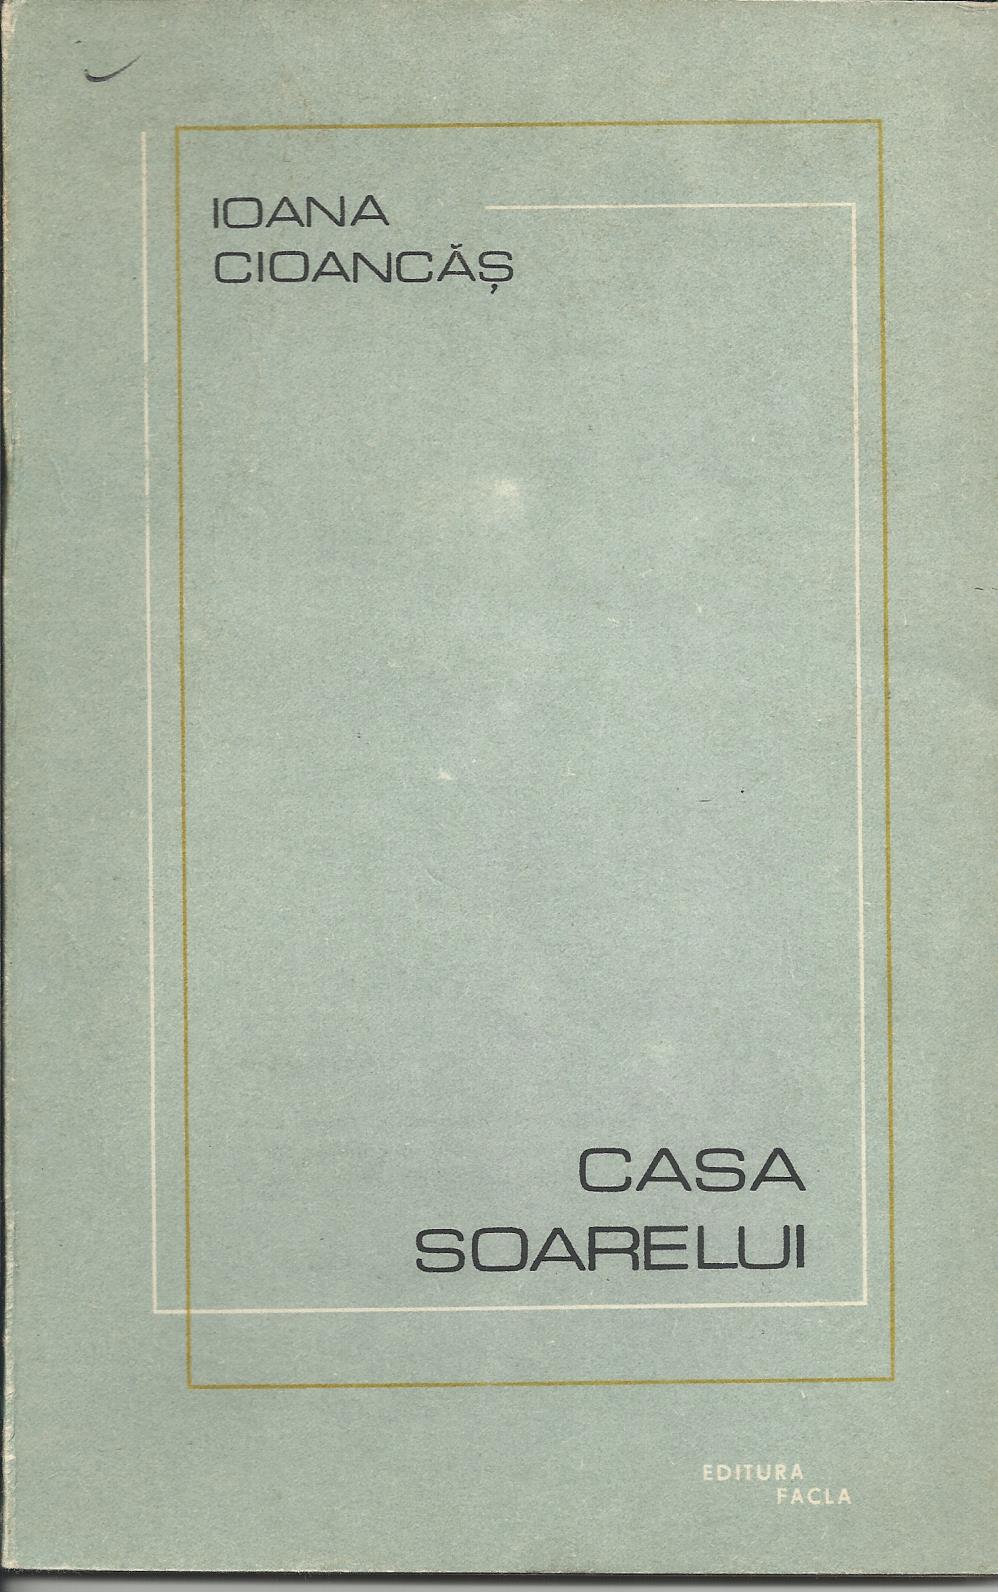 IOANA
CIOANCĂȘ
CASA
SOARELUI
EDITURA
FACLA